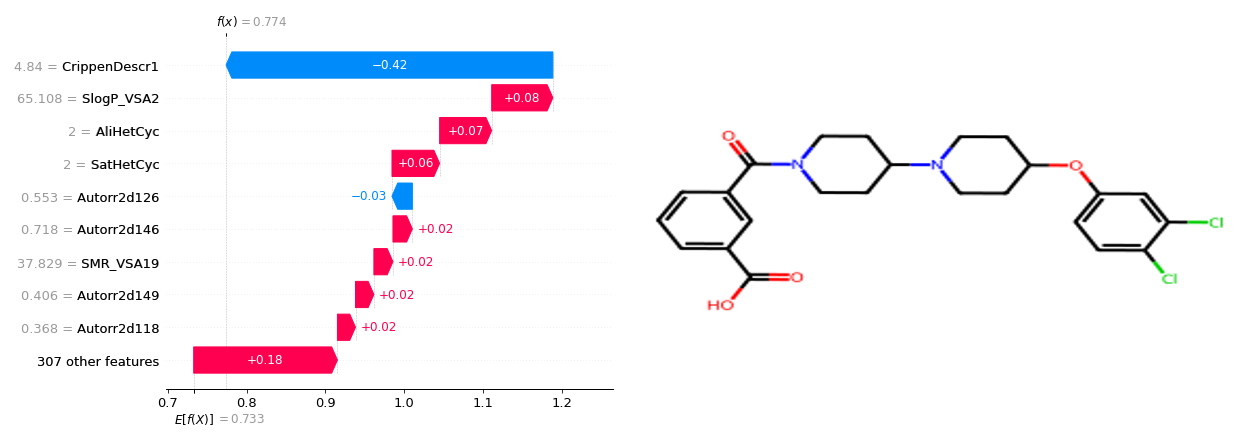 f(x) = 0.774
4.84 = CrippenDescr1
−0.42
65.108 = SlogP_VSA2
+0.08
2 = AliHetCyc
+0.07
2 = SatHetCyc
+0.06
0.553 = Autorr2d126
−0.03
0.718 = Autorr2d146
+0.02
37.829 = SMR_VSA19
+0.02
0.406 = Autorr2d149
+0.02
0.368 = Autorr2d118
+0.02
307 other features
+0.18
0.7 0.8 0.9 1.0 1.1 1.2
E[f(X)] = 0.733
O
N
N
O
Cl
Cl
O
HO